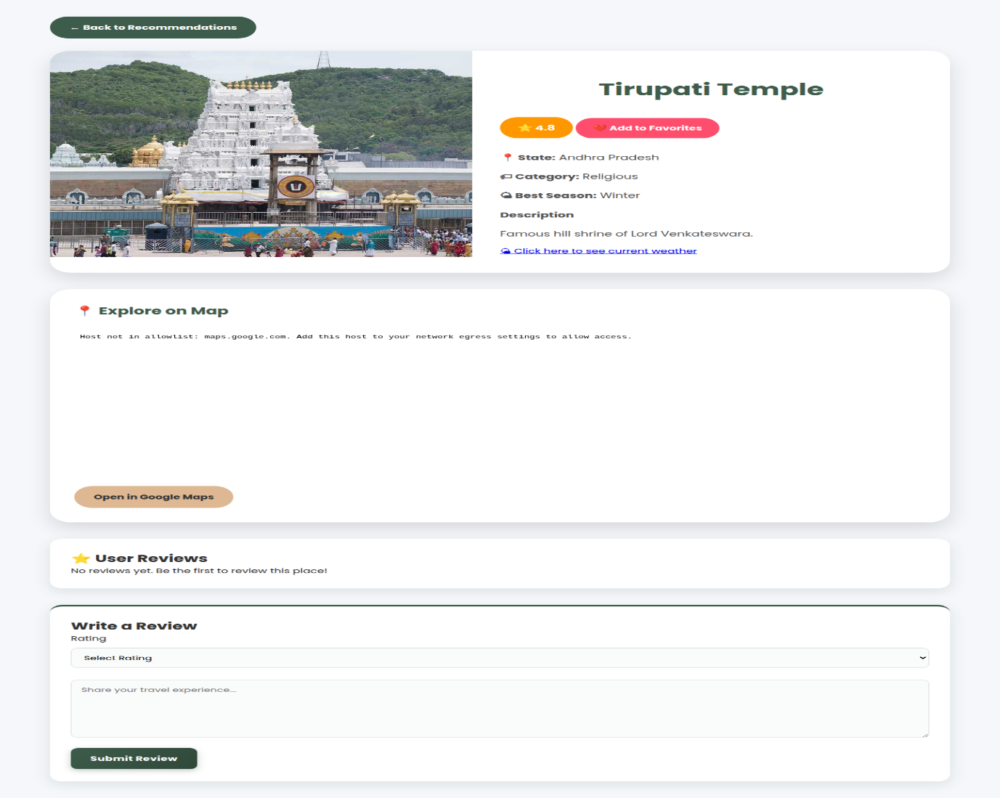 ← Back to Recommendations
Tirupati Temple
⭐ 4.8
❤️ Add to Favorites
📍 State: Andhra Pradesh
🏷 Category: Religious
🌤 Best Season: Winter
Description
Famous hill shrine of Lord Venkateswara.
🌤 Click here to see current weather
📍 Explore on Map
Host not in allowlist: maps.google.com. Add this host to your network egress settings to allow access.
Open in Google Maps
⭐ User Reviews
No reviews yet. Be the first to review this place!
Write a Review
Rating
Select Rating
Share your travel experience...
Submit Review